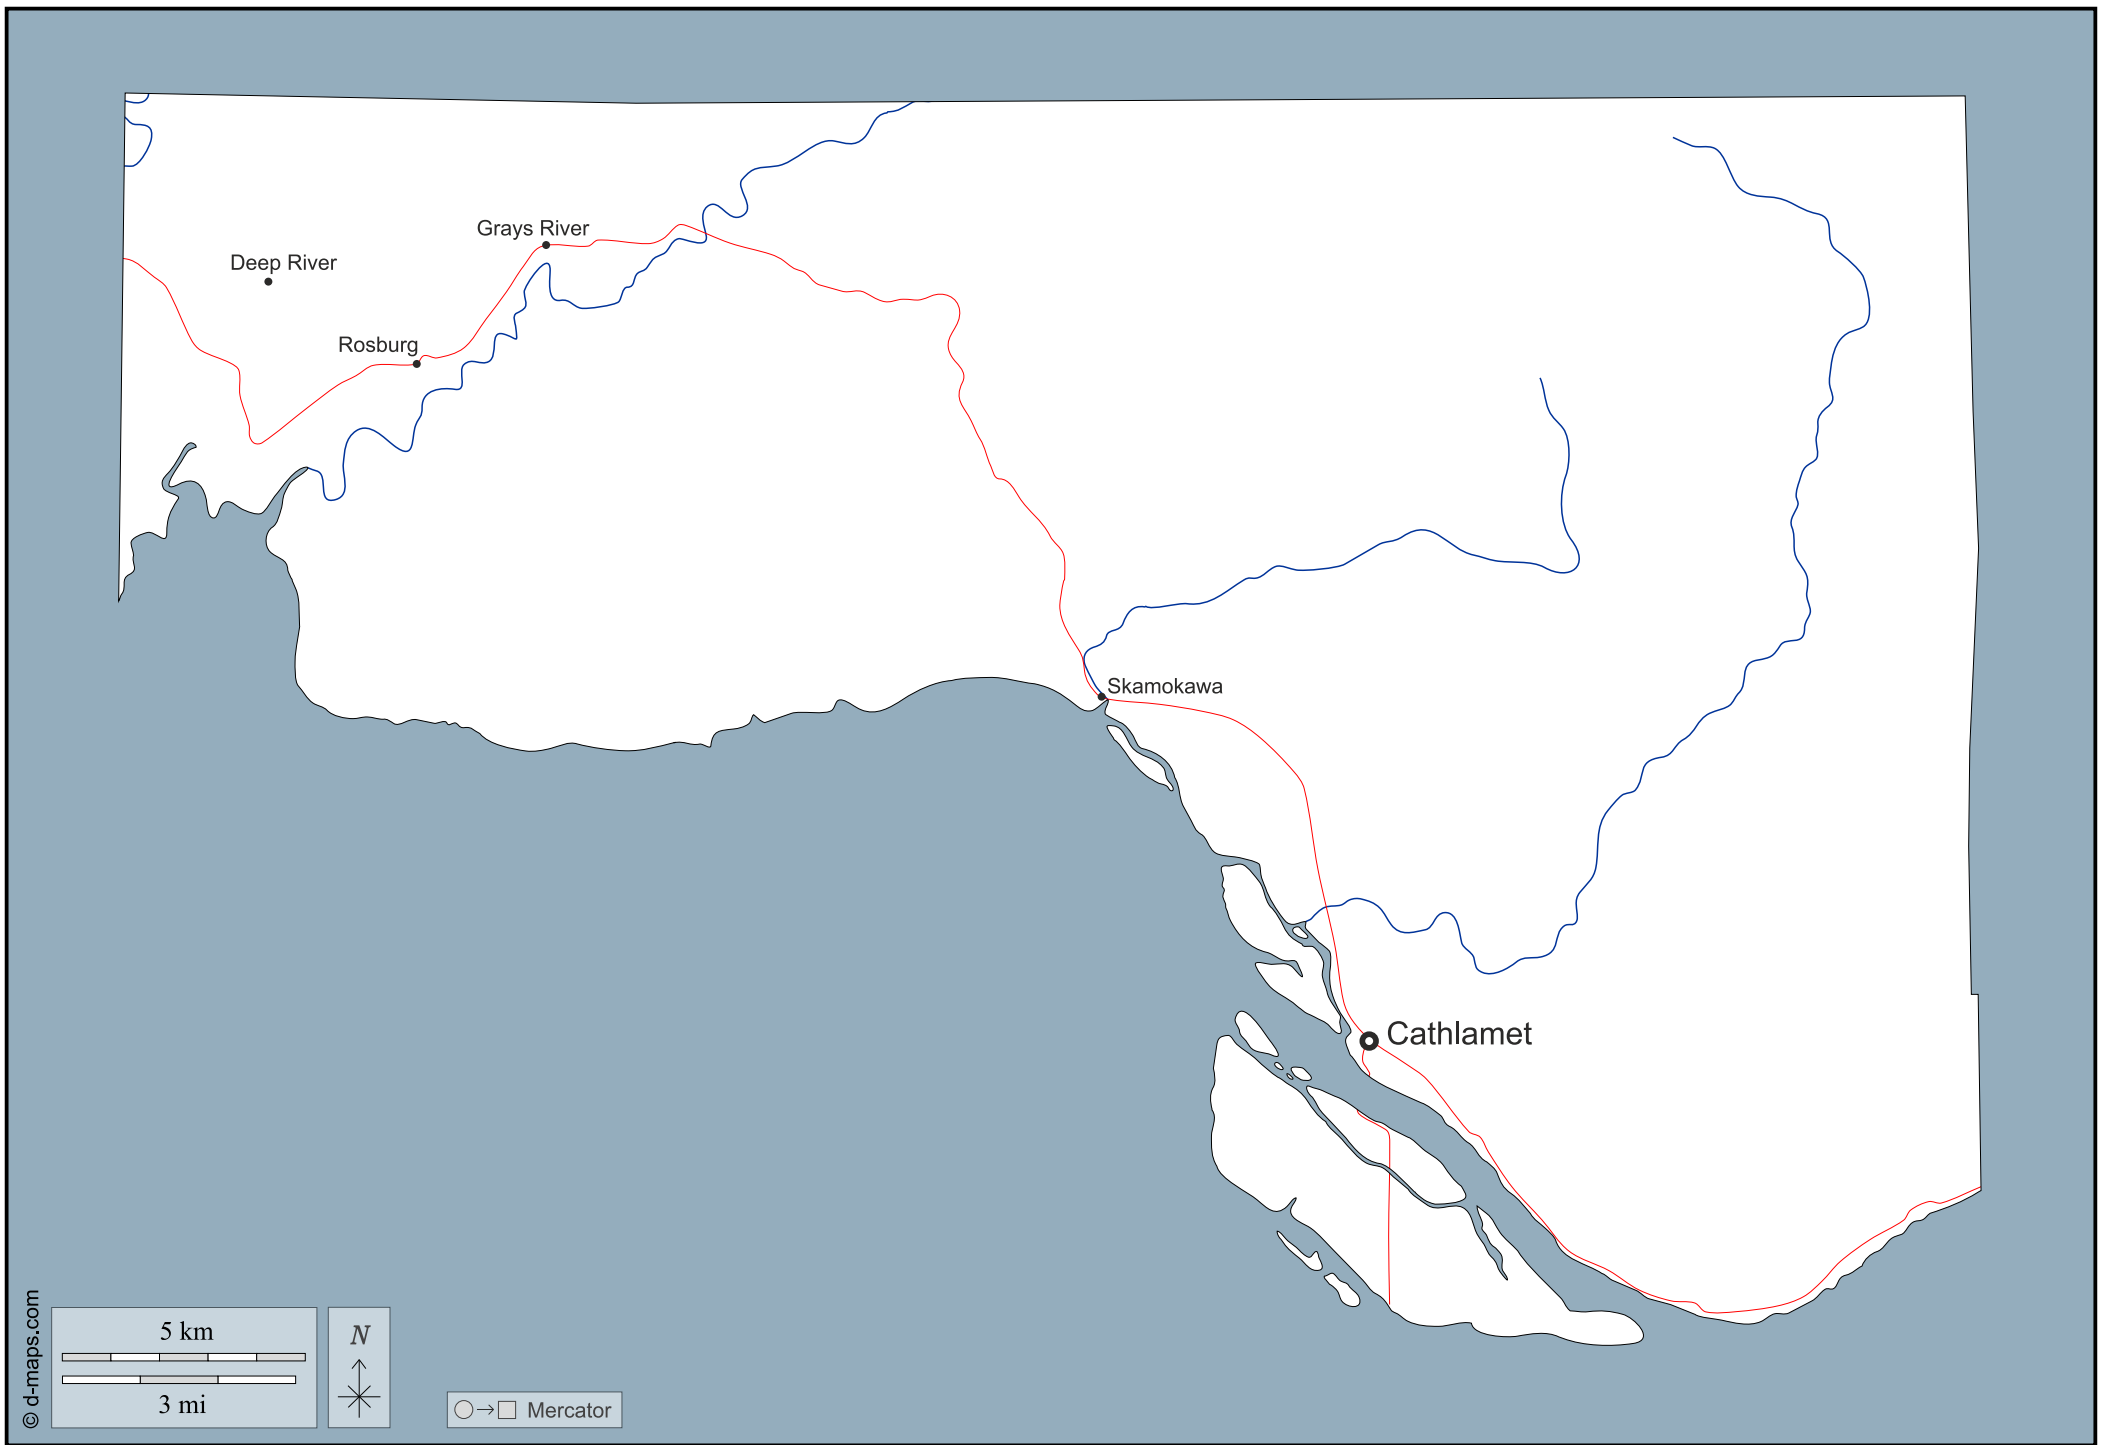 Grays River
Deep River
Rosburg
Skamokawa
Cathlamet
© d-maps.com
5 km
3 mi
N
Mercator